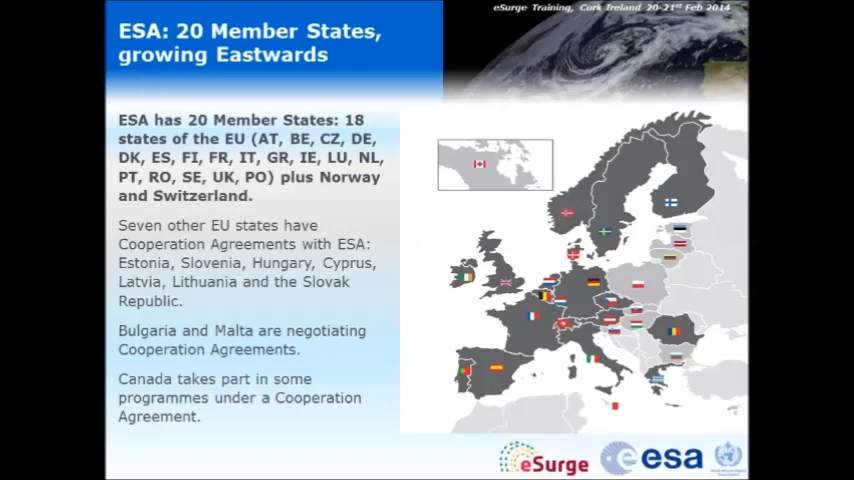 eSurge Training, Cork Ireland 20-21st Feb 2014
ESA: 20 Member States,
growing Eastwards
ESA has 20 Member States: 18
states of the EU (AT, BE, CZ, DE,
DK, ES, FI, FR, IT, GR, IE, LU, NL,
PT, RO, SE, UK, PO) plus Norway
and Switzerland.
Seven other EU states have
Cooperation Agreements with ESA:
Estonia, Slovenia, Hungary, Cyprus,
Latvia, Lithuania and the Slovak
Republic.
Bulgaria and Malta are negotiating
Cooperation Agreements.
Canada takes part in some
programmes under a Cooperation
Agreement.
eSurge
esa